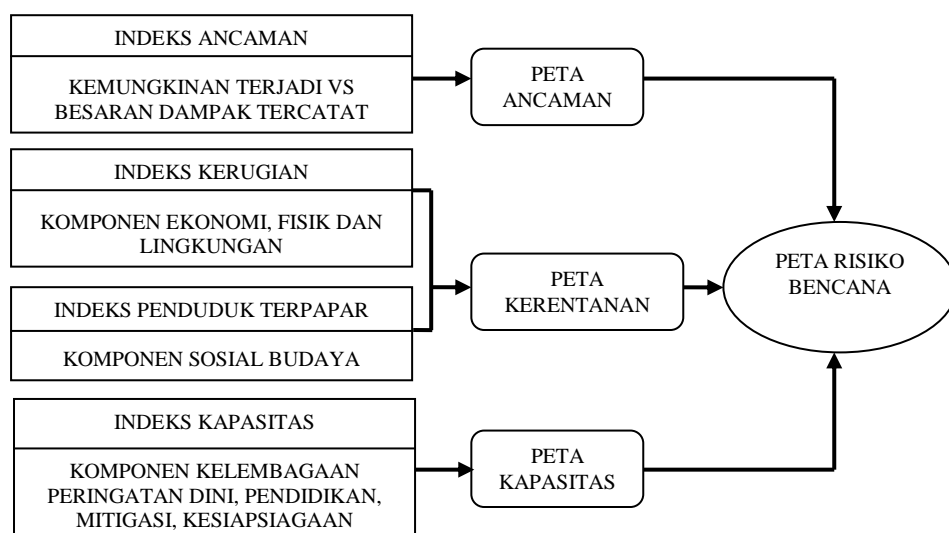 INDEKS ANCAMAN
KEMUNGKINAN TERJADI VS
BESARAN DAMPAK TERCATAT
PETA
ANCAMAN
INDEKS KERUGIAN
KOMPONEN EKONOMI, FISIK DAN
LINGKUNGAN
INDEKS PENDUDUK TERPAPAR
KOMPONEN SOSIAL BUDAYA
PETA
KERENTANAN
INDEKS KAPASITAS
KOMPONEN KELEMBAGAAN
PERINGATAN DINI, PENDIDIKAN,
MITIGASI, KESIAPSIAGAAN
PETA
KAPASITAS
PETA RISIKO
BENCANA